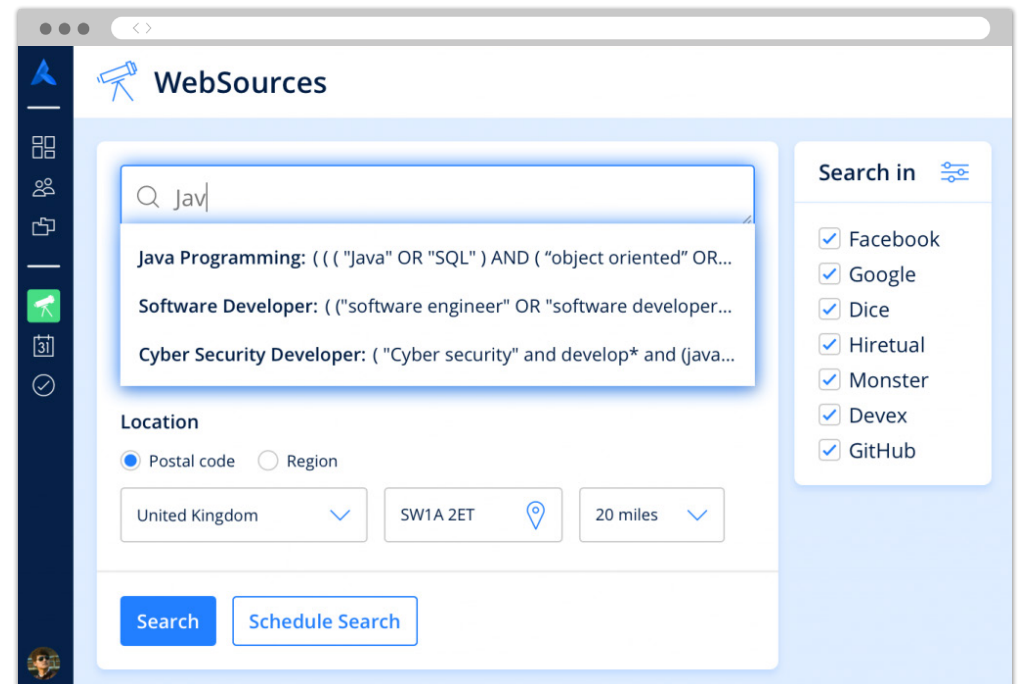 WebSources
Jav
Java Programming: ( ( ( "Java" OR "SQL" ) AND ( “object oriented” OR...
Software Developer: ( ("software engineer" OR "software developer...
Cyber Security Developer: ( "Cyber security" and develop* and (java...
Location
Postal code Region
United Kingdom SW1A 2ET 20 miles
Search Schedule Search
Search in
Facebook
Google
Dice
Hiretual
Monster
Devex
GitHub
31